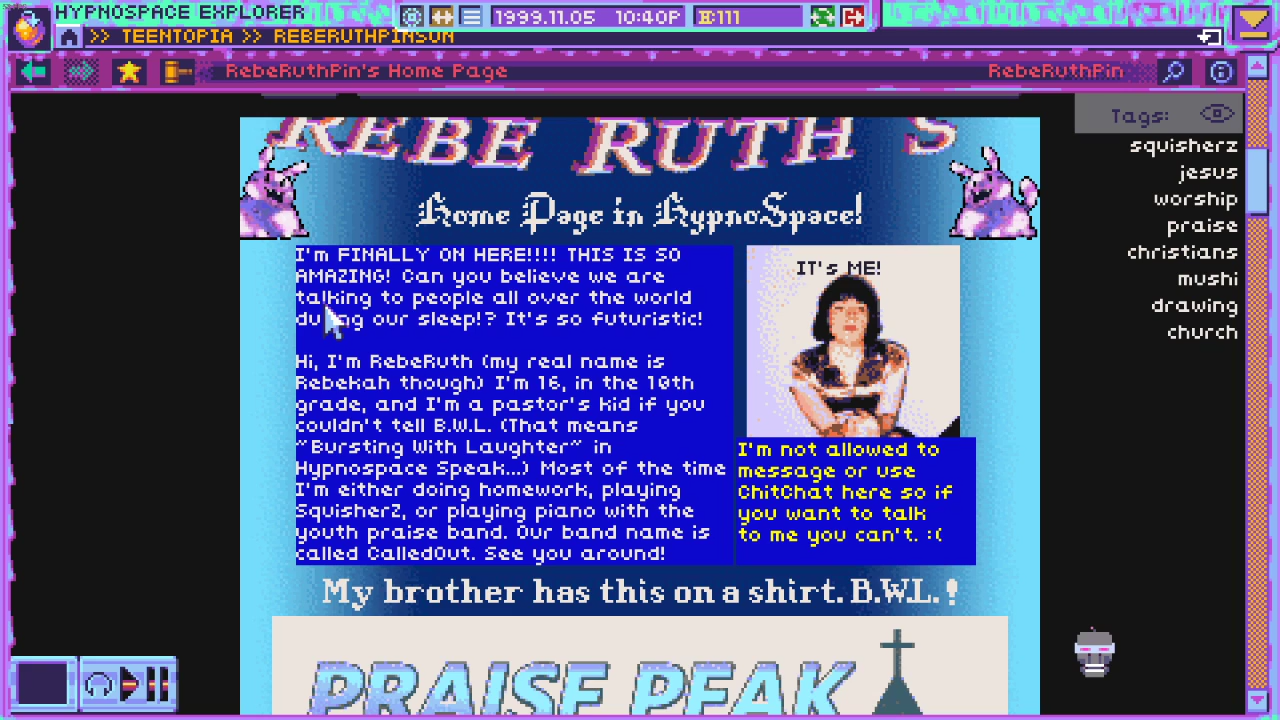 HYPNOSPACE EXPLORER
1999.11.05 10:40P
111
>> TEENTOPIA >> REBERUTHPINSOM
RebeRuthPin's Home Page
RebeRuthPin
Tags:
squisherz
jesus
worship
praise
christians
mushi
drawing
church
REBE RUTH'S
Home Page in HypnoSpace!
I'm FINALLY ON HERE!!!! THIS IS SO
AMAZING! Can you believe we are
talking to people all over the world
during our sleep!? It's so futuristic!
Hi, I'm RebeRuth (my real name is
Rebekah though) I'm 16, in the 10th
grade, and I'm a pastor's kid if you
couldn't tell B.W.L. (That means
~Bursting With Laughter~ in
Hypnospace Speak...) Most of the time
I'm either doing homework, playing
SquisherZ, or playing piano with the
youth praise band. Our band name is
called CalledOut. See you around!
IT's ME!
I'm not allowed to
message or use
ChitChat here so if
you want to talk
to me you can't. :(
My brother has this on a shirt. B.W.L. !
PRAISE PEAK